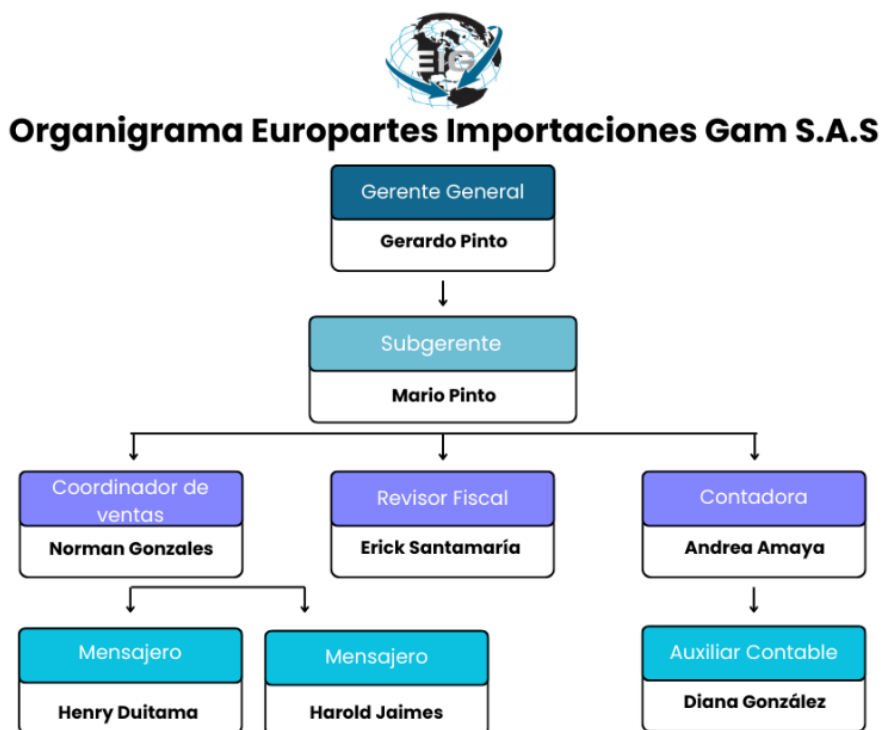 EIG
Organigrama Europartes Importaciones Gam S.A.S
Gerente General
Gerardo Pinto
Subgerente
Mario Pinto
Coordinador de
ventas
Norman Gonzales
Revisor Fiscal
Erick Santamaría
Contadora
Andrea Amaya
Mensajero
Henry Duitama
Mensajero
Harold Jaimes
Auxiliar Contable
Diana González